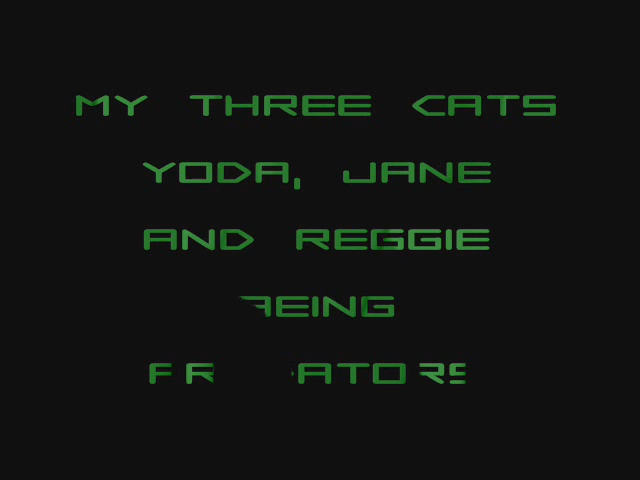 MY THREE CATS
YODA, JANE
AND REGGIE
BEING